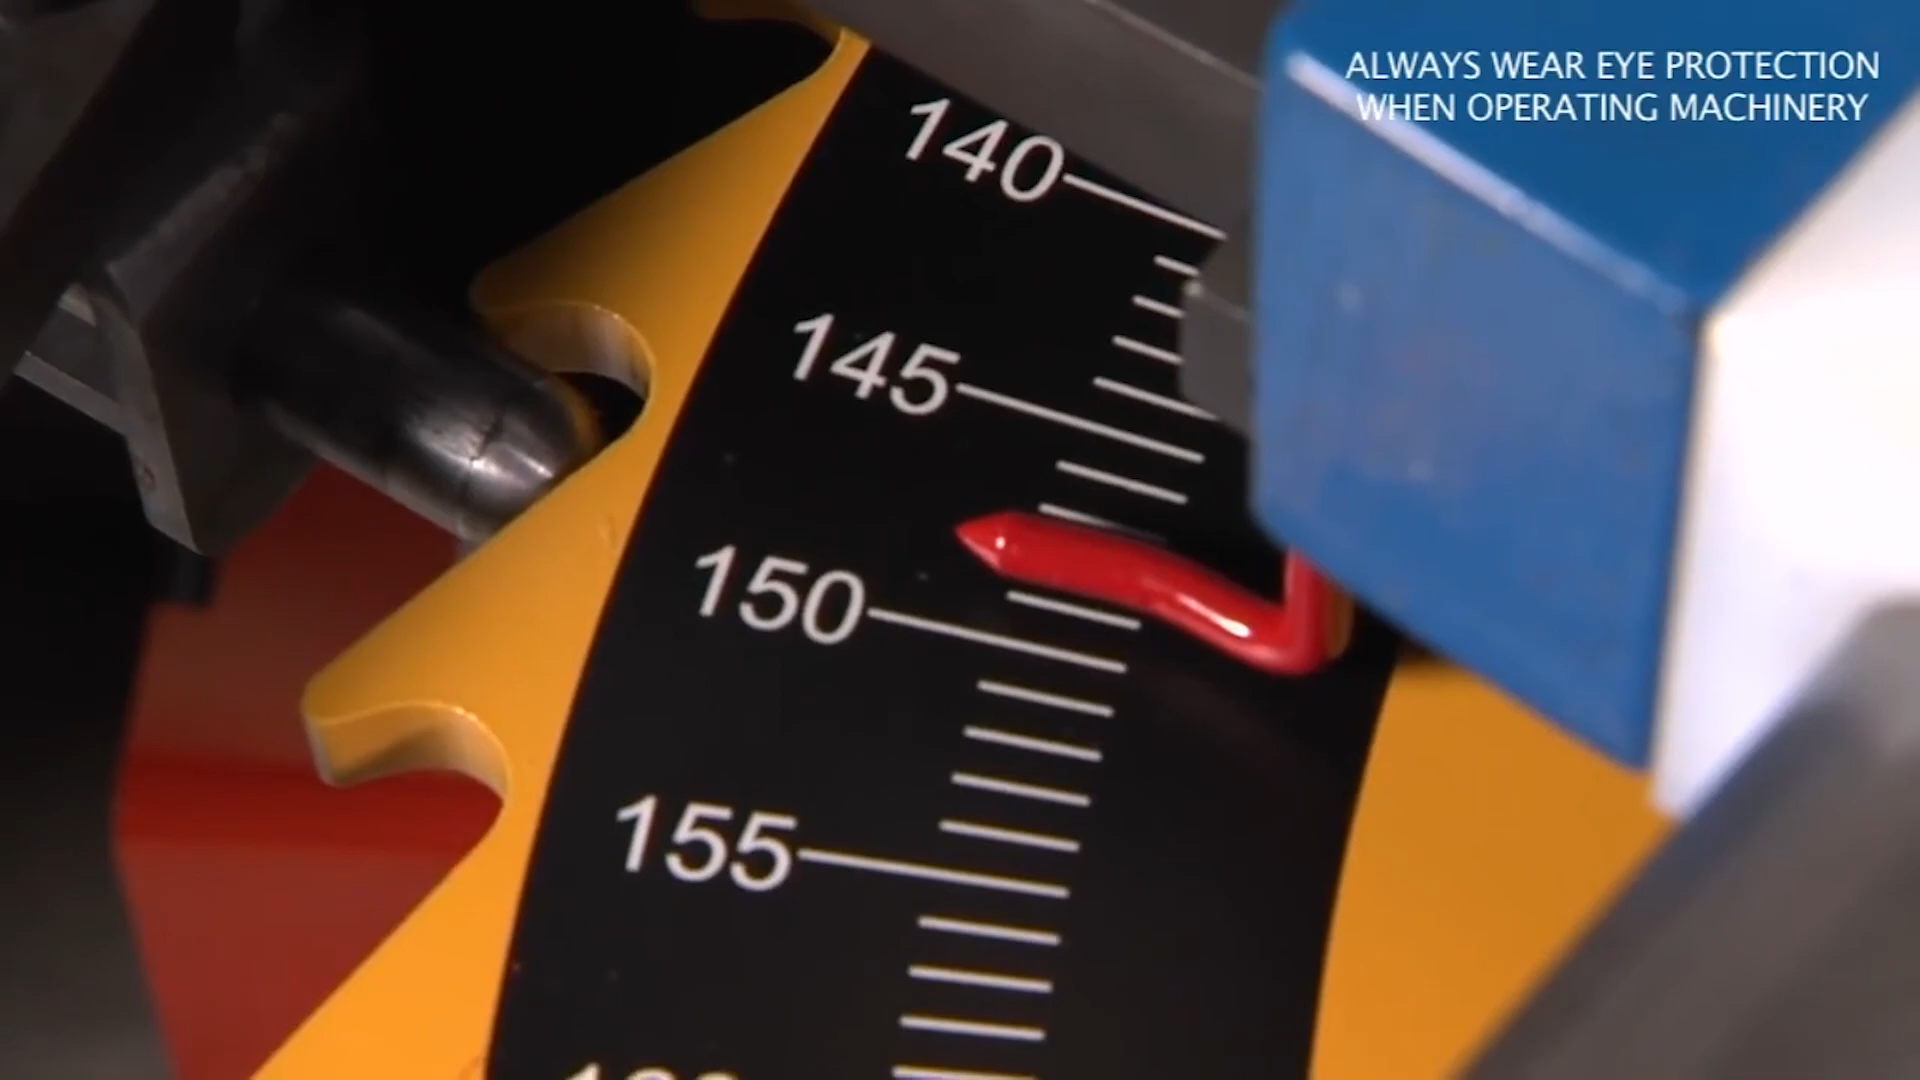 ALWAYS WEAR EYE PROTECTION
WHEN OPERATING MACHINERY
140
145
150
155